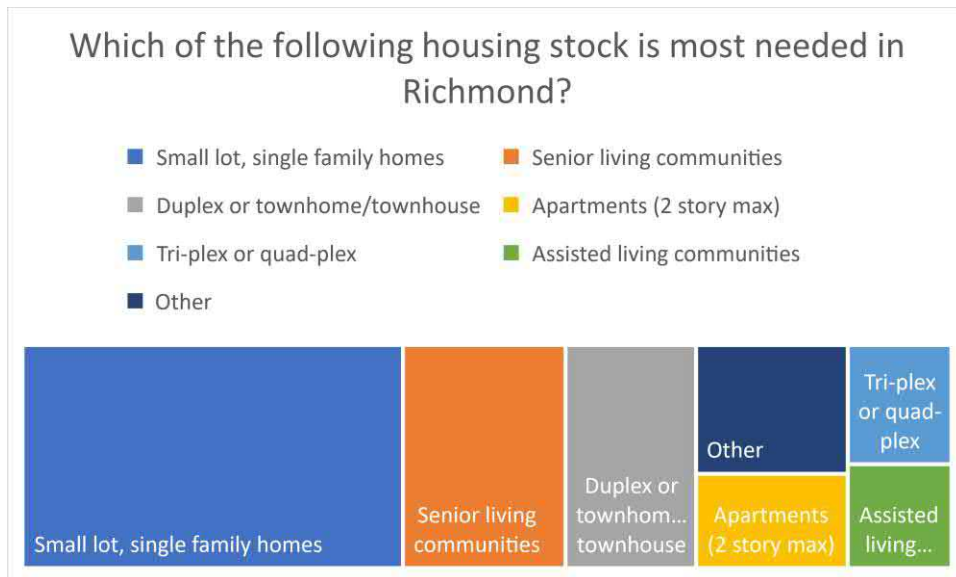 Which of the following housing stock is most needed in
Richmond?
Small lot, single family homes
Senior living communities
Duplex or townhome/townhouse
Apartments (2 story max)
Tri-plex or quad-plex
Assisted living communities
Other
Small lot, single family homes
Senior living
communities
Duplex or
townhom...
townhouse
Other
Apartments
(2 story max)
Tri-plex
or quad-
plex
Assisted
living...